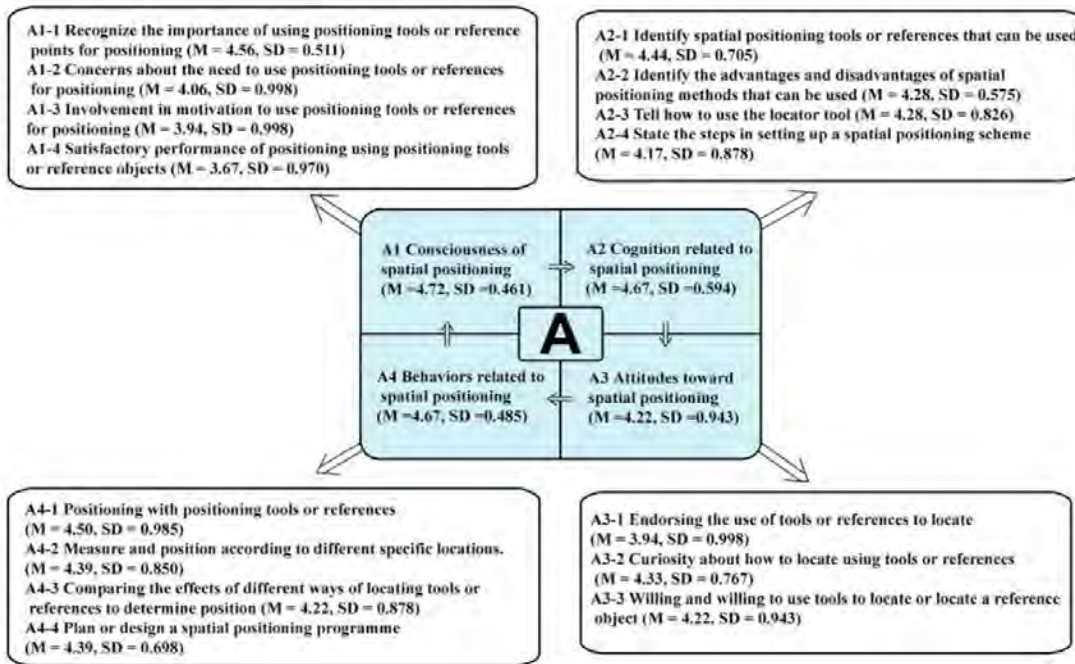 A1-1 Recognize the importance of using positioning tools or reference
points for positioning (M = 4.56, SD = 0.511)
A1-2 Concerns about the need to use positioning tools or references
for positioning (M = 4.06, SD = 0.998)
A1-3 Involvement in motivation to use positioning tools or references
for positioning (M = 3.94, SD = 0.998)
A1-4 Satisfactory performance of positioning using positioning tools
or reference objects (M = 3.67, SD = 0.970)
A2-1 Identify spatial positioning tools or references that can be used
(M = 4.44, SD = 0.705)
A2-2 Identify the advantages and disadvantages of spatial
positioning methods that can be used (M = 4.28, SD = 0.575)
A2-3 Tell how to use the locator tool (M = 4.28, SD = 0.826)
A2-4 State the steps in setting up a spatial positioning scheme
(M = 4.17, SD = 0.878)
A1 Consciousness of
spatial positioning
(M =4.72, SD =0.461)
A2 Cognition related to
spatial positioning
(M =4.67, SD =0.594)
A
A4 Behaviors related to
spatial positioning
(M =4.67, SD =0.485)
A3 Attitudes toward
spatial positioning
(M =4.22, SD =0.943)
A4-1 Positioning with positioning tools or references
(M = 4.50, SD = 0.985)
A4-2 Measure and position according to different specific locations.
(M = 4.39, SD = 0.850)
A4-3 Comparing the effects of different ways of locating tools or
references to determine position (M = 4.22, SD = 0.878)
A4-4 Plan or design a spatial positioning programme
(M = 4.39, SD = 0.698)
A3-1 Endorsing the use of tools or references to locate
(M = 3.94, SD = 0.998)
A3-2 Curiosity about how to locate using tools or references
(M = 4.33, SD = 0.767)
A3-3 Willing and willing to use tools to locate or locate a reference
object (M = 4.22, SD = 0.943)